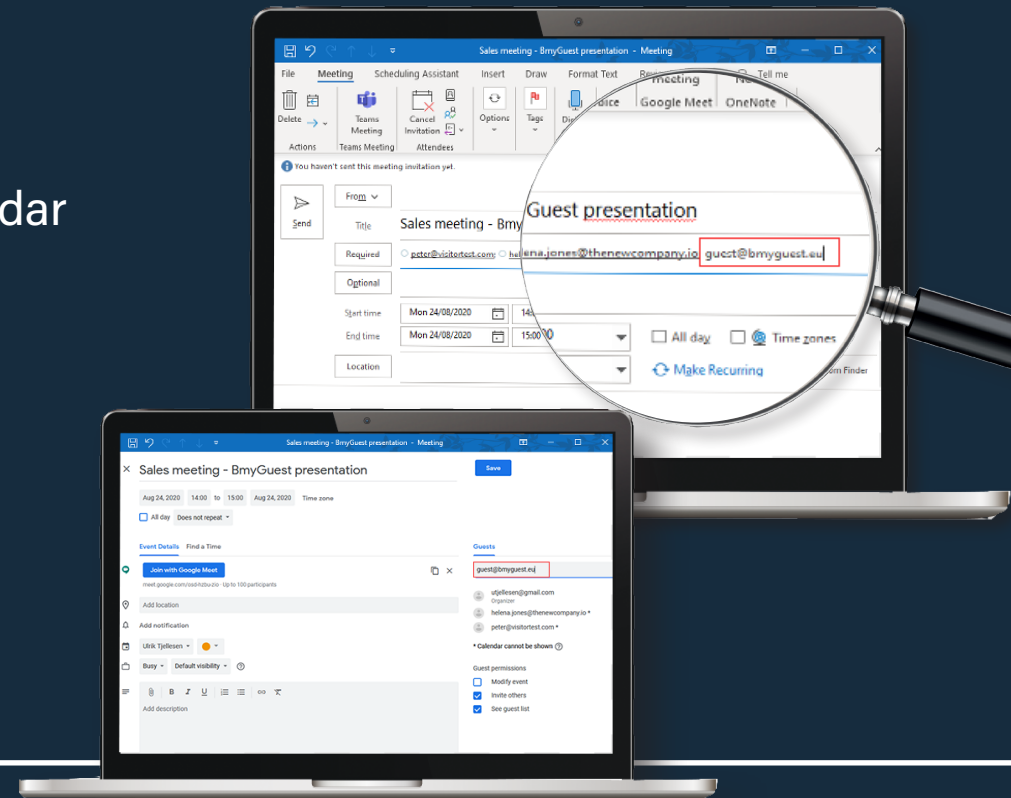 dar
Sales meeting - BmyGuest presentation - Meeting
File Meeting Scheduling Assistant Insert Draw Format Text Tell me
meeting
Google Meet OneNote
Delete Teams Meeting Cancel Invitation Options Tags
Actions Teams Meeting Attendees
You haven't sent this meeting invitation yet.
Send
From
Title Sales meeting - Bmy Guest presentation
Required peter@visitortest.com; helena.jones@thenewcompany.io guest@bmyguest.eu
Optional
Start time Mon 24/08/2020 14: All day Time zones
End time Mon 24/08/2020 15:00 Make Recurring Finder
Location
Sales meeting - BmyGuest presentation - Meeting
Sales meeting - BmyGuest presentation Save
Aug 24, 2020 14:00 to 15:00 Aug 24, 2020 Time zone
All day Does not repeat
Event Details Find a Time
Join with Google Meet
Up to 100 participants
Add location
Add notification
Ulrik Tjellesen
Busy Default visibility
B I U
Add description
Guests
guest@bmyguest.eu
utjellesen@gmail.com
Organizer
helena.jones@thenewcompany.io *
peter@visitortest.com *
* Calendar cannot be shown
Guest permissions
Modify event
Invite others
See guest list